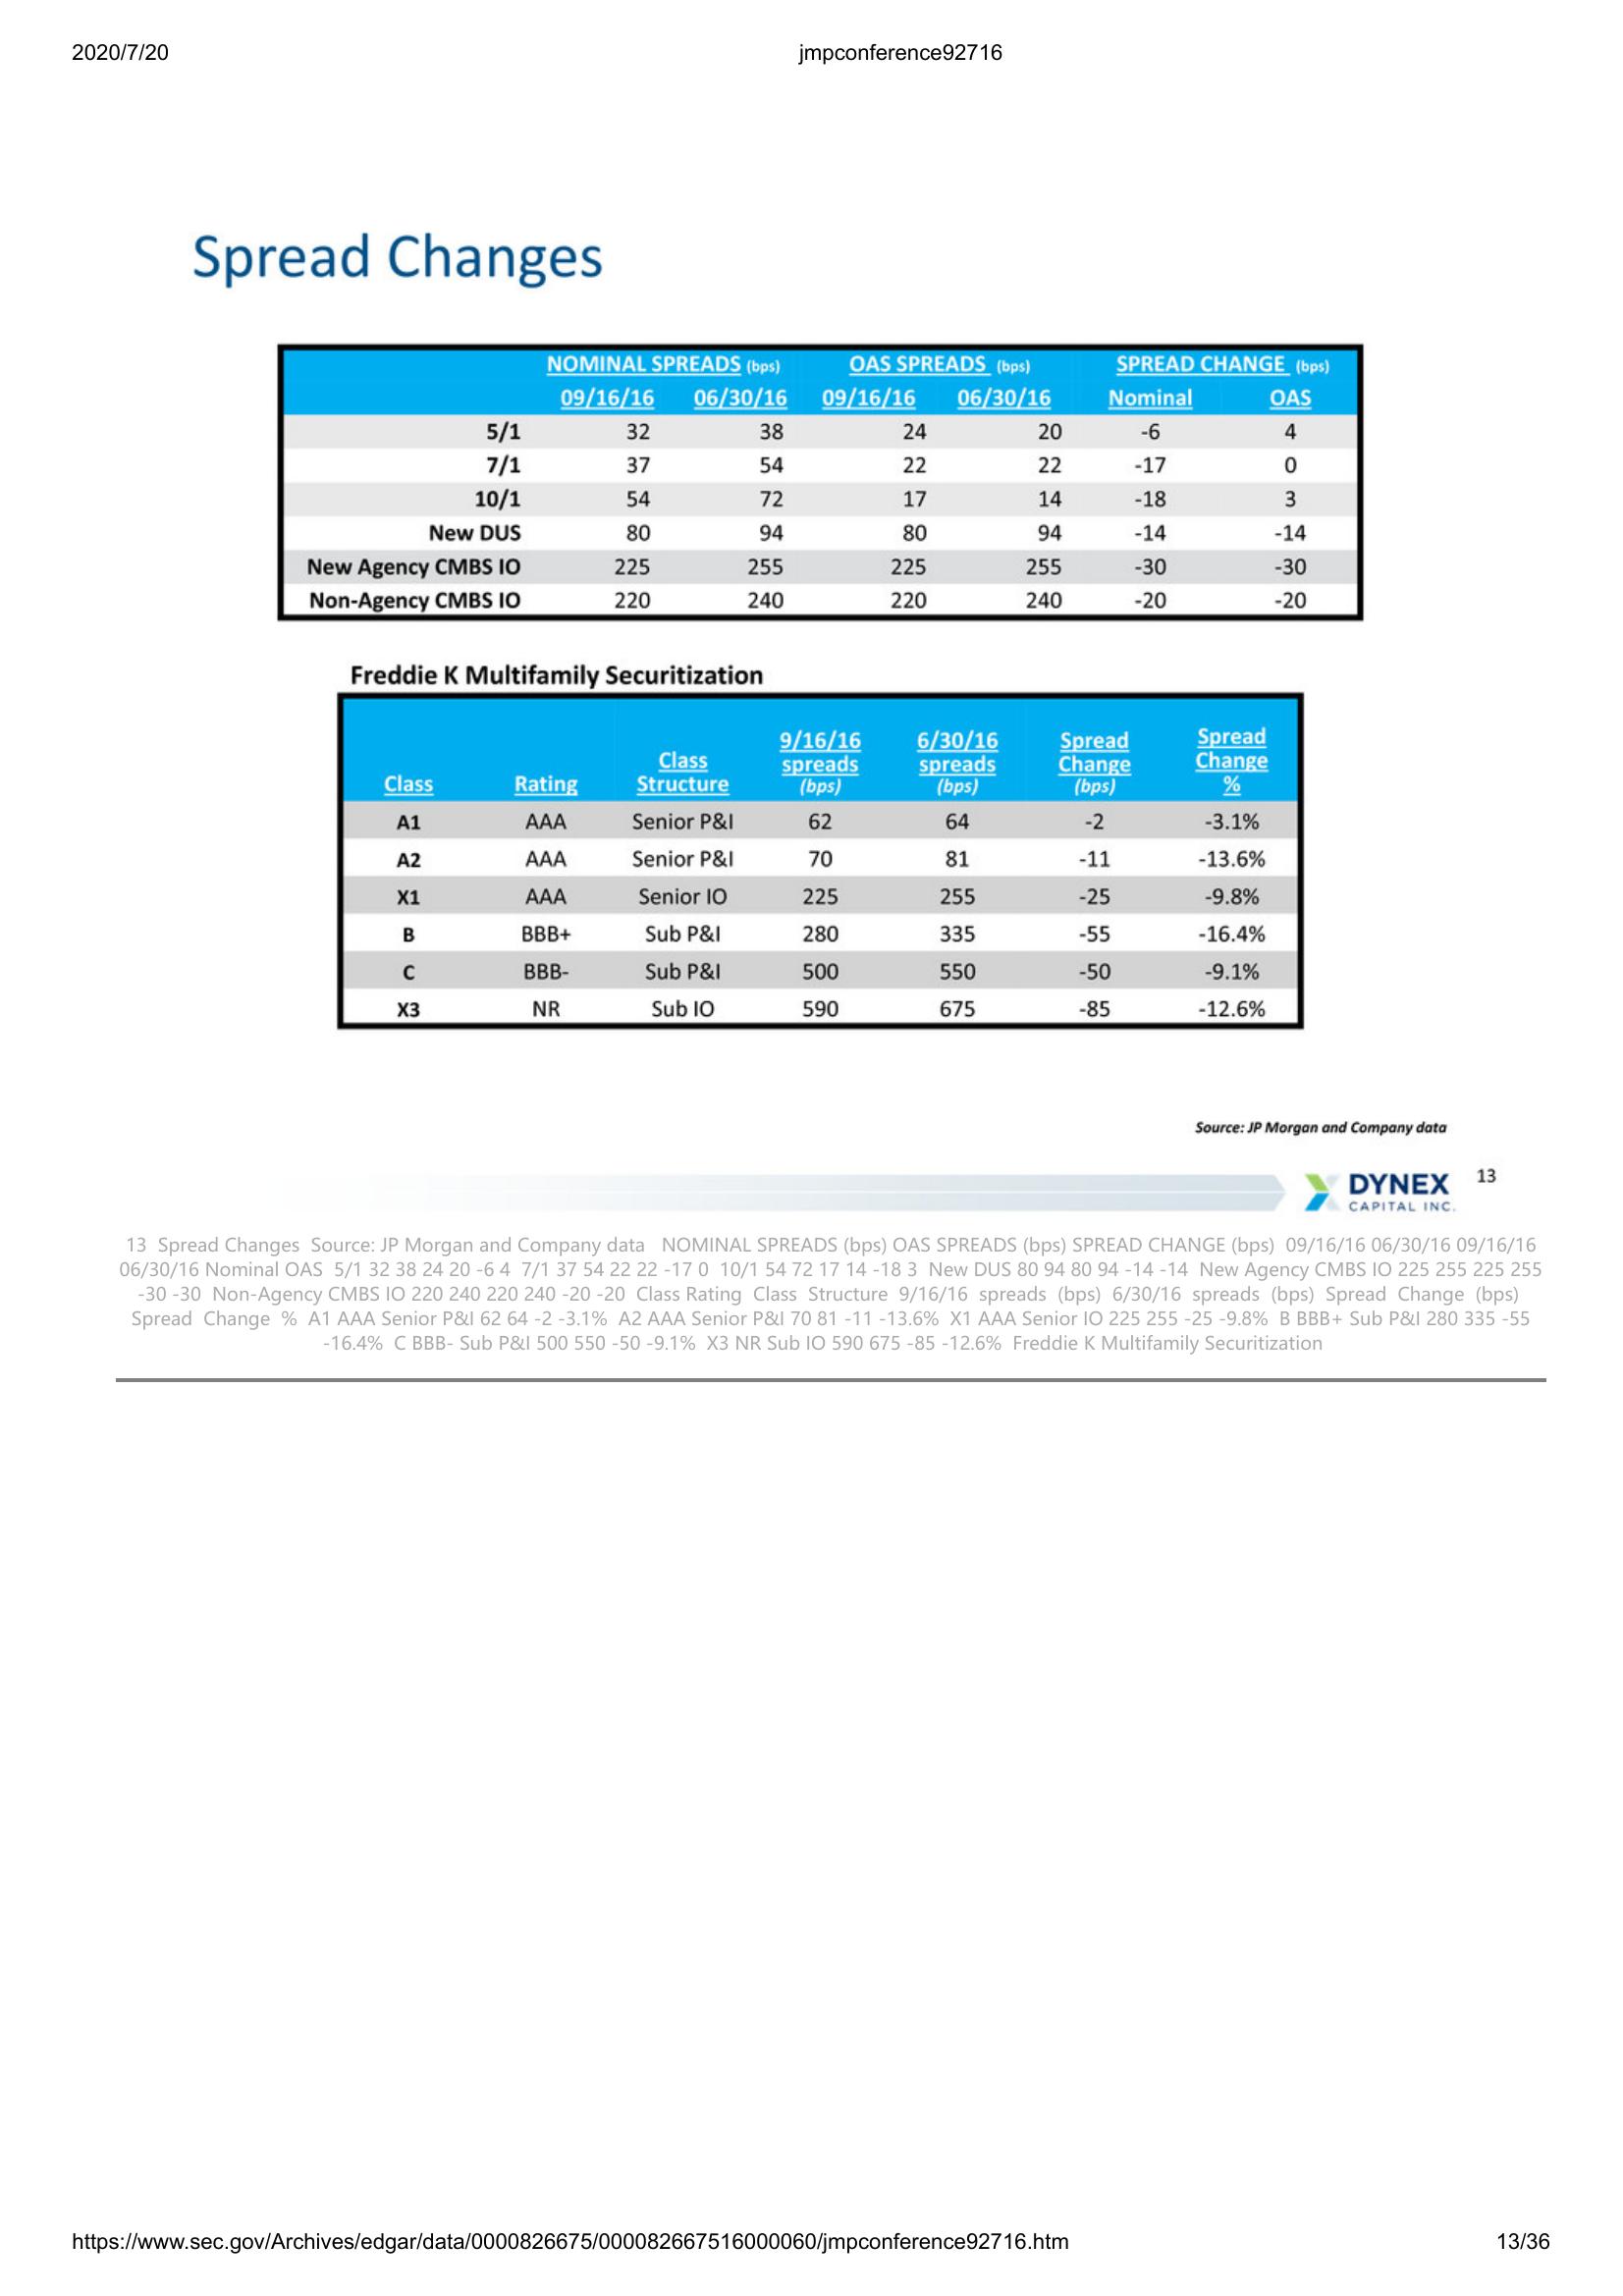 2020/7/20 jmpconference92716
Spread Changes
NOMINAL SPREADS (bps) OAS SPREADS (bps) SPREAD CHANGE (bps)
09/16/16 06/30/16 09/16/16 06/30/16 Nominal OAS
5/1 32 38 24 20 -6 4
7/1 37 54 22 22 -17 0
10/1 54 72 17 14 -18 3
New DUS 80 94 80 94 -14 -14
New Agency CMBS IO 225 255 225 255 -30 -30
Non-Agency CMBS IO 220 240 220 240 -20 -20
Freddie K Multifamily Securitization
Class Rating Class Structure 9/16/16 spreads (bps) 6/30/16 spreads (bps) Spread Change (bps) Spread Change %
A1 AAA Senior P&I 62 64 -2 -3.1%
A2 AAA Senior P&I 70 81 -11 -13.6%
X1 AAA Senior IO 225 255 -25 -9.8%
B BBB+ Sub P&I 280 335 -55 -16.4%
C BBB- Sub P&I 500 550 -50 -9.1%
X3 NR Sub IO 590 675 -85 -12.6%
Source: JP Morgan and Company data
DYNEX
CAPITAL INC.
13
13 Spread Changes Source: JP Morgan and Company data NOMINAL SPREADS (bps) OAS SPREADS (bps) SPREAD CHANGE (bps) 09/16/16 06/30/16 09/16/16
06/30/16 Nominal OAS 5/1 32 38 24 20 -6 4 7/1 37 54 22 22 -17 0 10/1 54 72 17 14 -18 3 New DUS 80 94 80 94 -14 -14 New Agency CMBS IO 225 255 225 255
-30 -30 Non-Agency CMBS IO 220 240 220 240 -20 -20 Class Rating Class Structure 9/16/16 spreads (bps) 6/30/16 spreads (bps) Spread Change (bps)
Spread Change % A1 AAA Senior P&I 62 64 -2 -3.1% A2 AAA Senior P&I 70 81 -11 -13.6% X1 AAA Senior IO 225 255 -25 -9.8% B BBB+ Sub P&I 280 335 -55
-16.4% C BBB- Sub P&I 500 550 -50 -9.1% X3 NR Sub IO 590 675 -85 -12.6% Freddie K Multifamily Securitization
https://www.sec.gov/Archives/edgar/data/0000826675/000082667516000060/jmpconference92716.htm 13/36